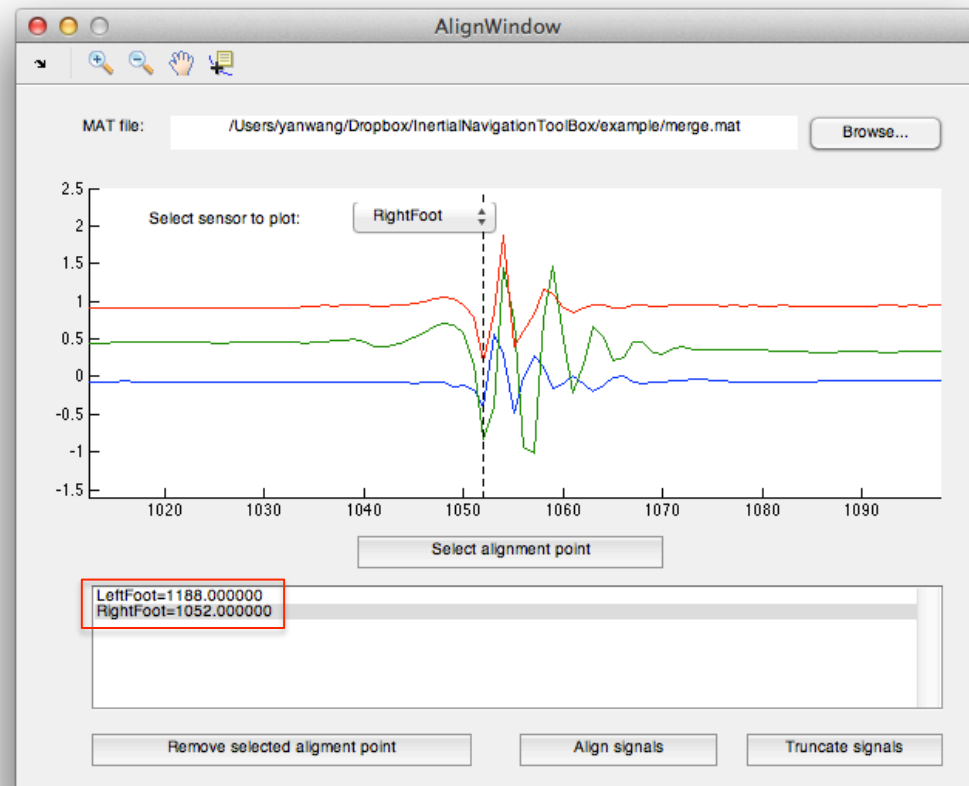 AlignWindow
MAT file: /Users/yanwang/Dropbox/InertialNavigationToolBox/example/merge.mat Browse...
2.5
Select sensor to plot: RightFoot
2
1.5
1
0.5
0
-0.5
-1
-1.5
1020 1030 1040 1050 1060 1070 1080 1090
Select alignment point
LeftFoot=1188.000000
RightFoot=1052.000000
Remove selected aligment point Align signals Truncate signals